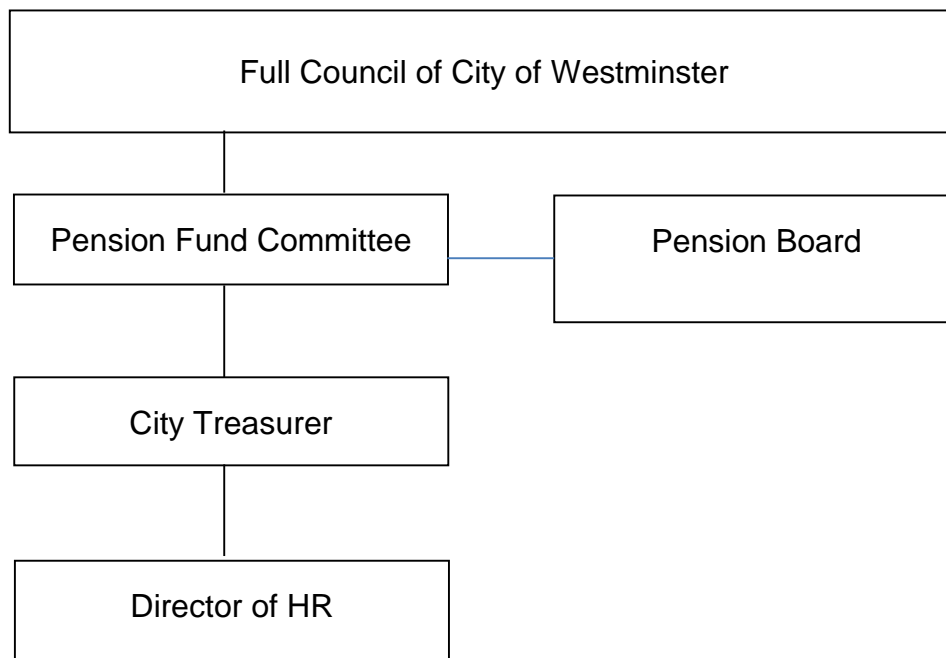 Full Council of City of Westminster
Pension Fund Committee
Pension Board
City Treasurer
Director of HR